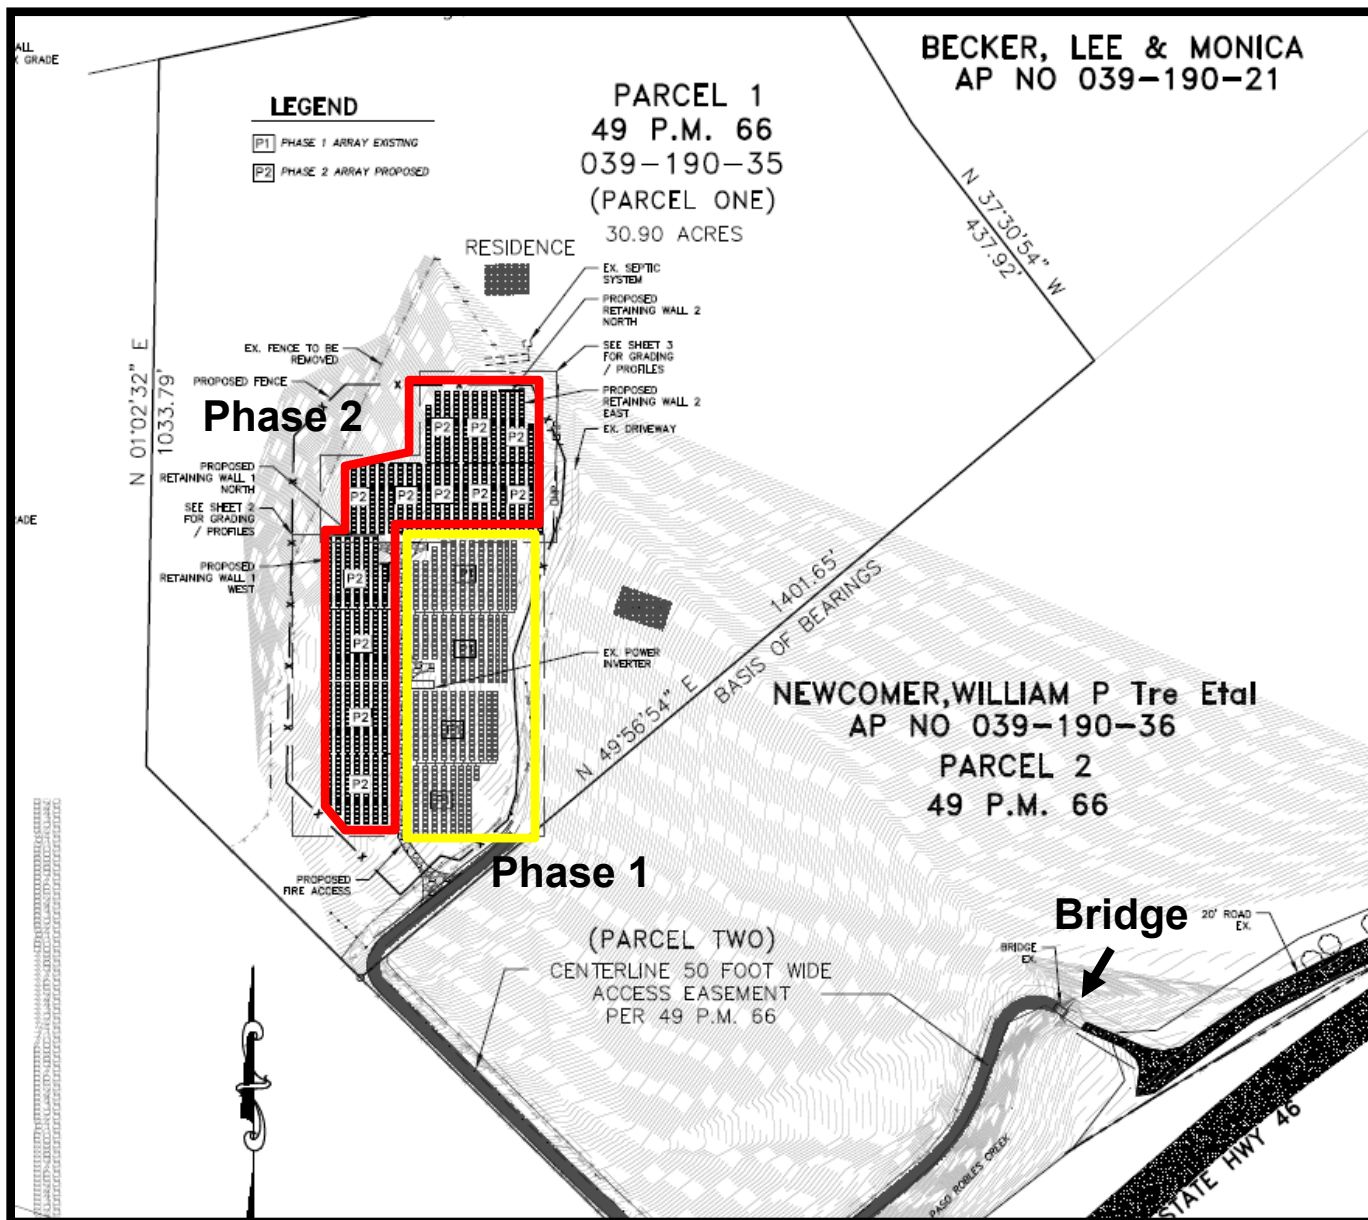 ALL
X GRADE
BECKER, LEE & MONICA
AP NO 039-190-21
LEGEND
P1 PHASE 1 ARRAY EXISTING
P2 PHASE 2 ARRAY PROPOSED
PARCEL 1
49 P.M. 66
039-190-35
(PARCEL ONE)
30.90 ACRES
N 37°30'54" W
437.92'
RESIDENCE
EX. SEPTIC
SYSTEM
PROPOSED
RETAINING WALL 2
NORTH
SEE SHEET 3
FOR GRADING
/ PROFILES
PROPOSED
RETAINING WALL 2
EAST
EX. DRIVEWAY
EX. FENCE TO BE
REMOVED
PROPOSED FENCE
N 01°02'32" E
1033.79'
Phase 2
P2 P2 P2
P2 P2 P2 P2 P2
PROPOSED
RETAINING WALL 1
NORTH
SEE SHEET 2
FOR GRADING
/ PROFILES
ADE
PROPOSED
RETAINING WALL 1
WEST
P2
P2
P2
P2
P1
P1
P1
P1
EX. POWER
INVERTER
1401.65'
N 49°56'54" E BASIS OF BEARINGS
NEWCOMER,WILLIAM P Tre Etal
AP NO 039-190-36
PARCEL 2
49 P.M. 66
PROPOSED
FIRE ACCESS
Phase 1
(PARCEL TWO)
CENTERLINE 50 FOOT WIDE
ACCESS EASEMENT
PER 49 P.M. 66
Bridge
BRIDGE
EX.
20' ROAD
EX.
PASO ROBLES CREEK
STATE HWY 46